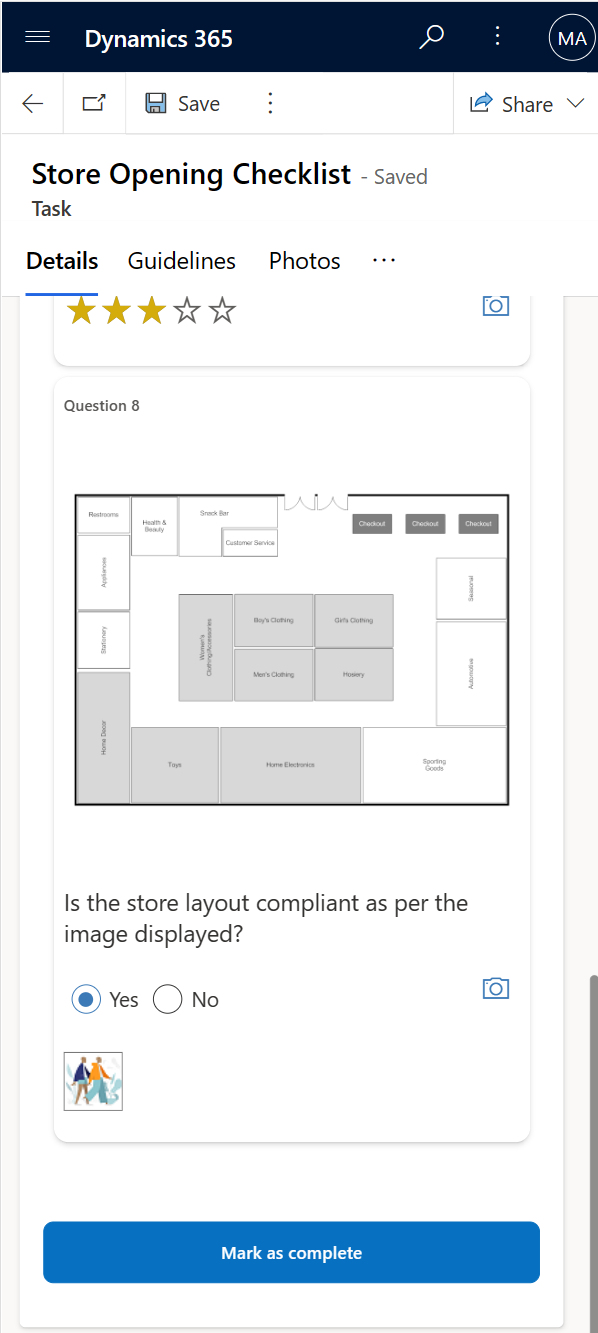 Dynamics 365
MA
Save
Share
Store Opening Checklist - Saved
Task
Details Guidelines Photos ...
Question 8
Restrooms
Health &
Beauty
Snack Bar
Customer Service
Checkout Checkout Checkout
Appliances
Stationery
Home Decor
Women's
Clothing/Accessories
Boy's Clothing
Girl's Clothing
Men's Clothing
Hosiery
Seasonal
Automotive
Toys
Home Electronics
Sporting
Goods
Is the store layout compliant as per the
image displayed?
Yes No
Mark as complete